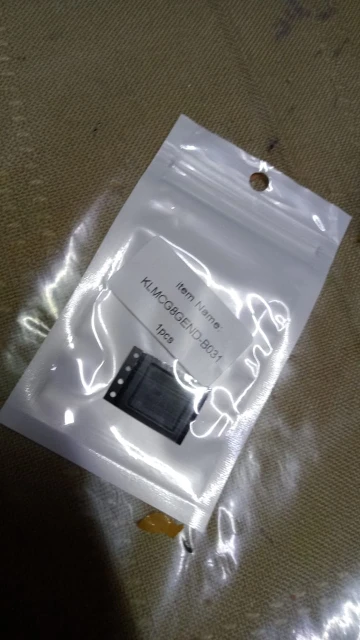 item Name
KLMCG8GEND-B031
1pcs